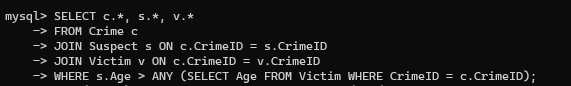 mysql> SELECT c.*, s.*, v.*
    -> FROM Crime c
    -> JOIN Suspect s ON c.CrimeID = s.CrimeID
    -> JOIN Victim v ON c.CrimeID = v.CrimeID
    -> WHERE s.Age > ANY (SELECT Age FROM Victim WHERE CrimeID = c.CrimeID);